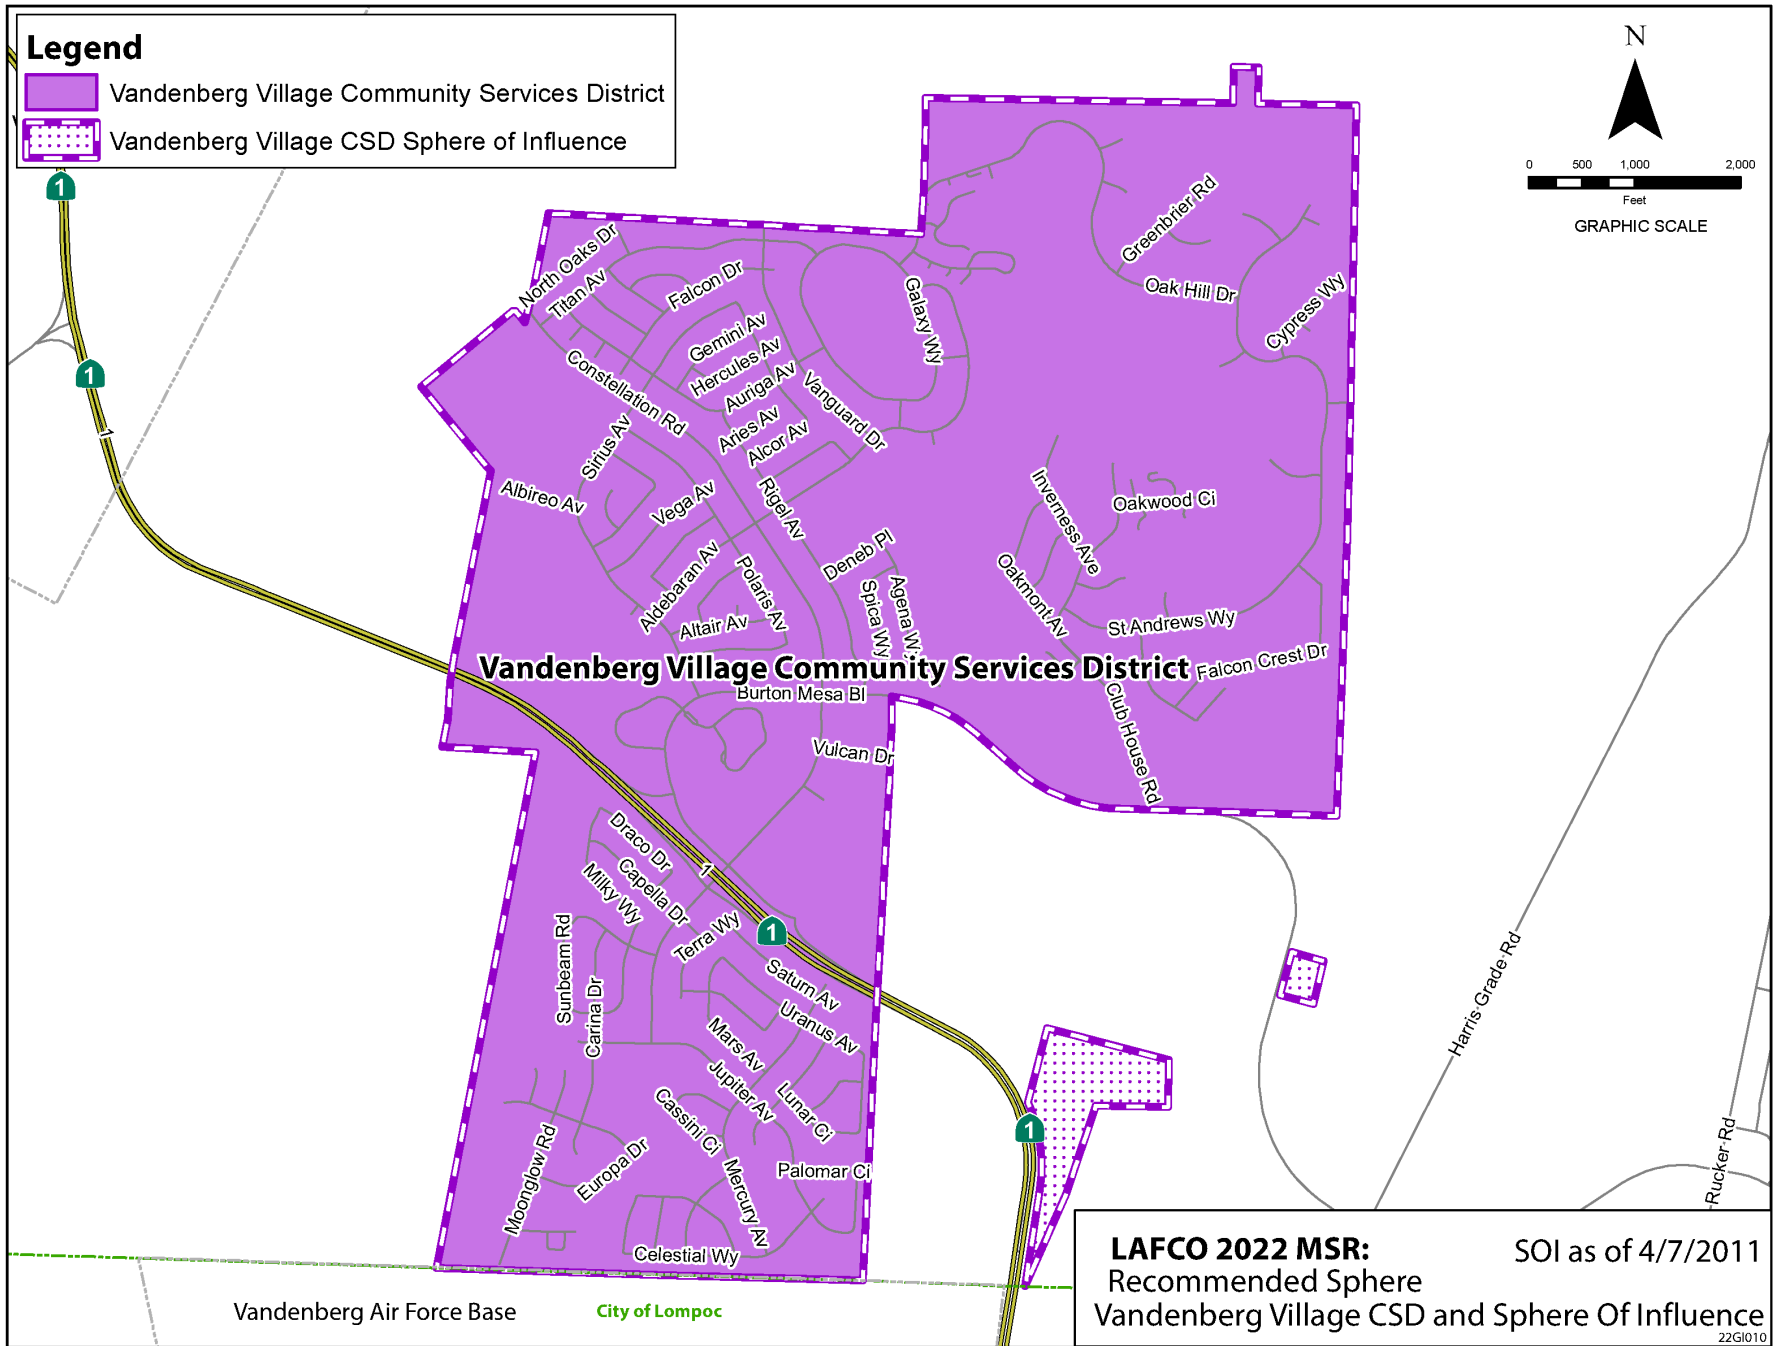 Legend
Vandenberg Village Community Services District
Vandenberg Village CSD Sphere of Influence
N
0 500 1,000 2,000
Feet
GRAPHIC SCALE
1
1
1
North Oaks Dr
Titan Av
Falcon Dr
Greenbrier Rd
Oak Hill Dr
Cypress Wy
Galaxy Wy
Gemini Av
Hercules Av
Auriga Av
Aries Av
Alcor Av
Vanguard Dr
Constellation Rd
Sirius Av
Albireo Av
Vega Av
Rigel Av
Inverness Ave
Oakwood Ci
Deneb Pl
Aldebaran Av
Polaris Av
Altair Av
Spica Wy
Agena Wy
Oakmont Av
St Andrews Wy
Falcon Crest Dr
Vandenberg Village Community Services District
Burton Mesa Bl
Club House Rd
Vulcan Dr
Draco Dr
Capella Dr
Milky Wy
1
Terra Wy
1
Sunbeam Rd
Carina Dr
Saturn Av
Uranus Av
Mars Av
Jupiter Av
Lunar Ci
Cassini Ci
Mercury Av
Palomar Ci
Moonglow Rd
Europa Dr
Celestial Wy
1
Harris Grade Rd
Rucker Rd
Vandenberg Air Force Base
City of Lompoc
LAFCO 2022 MSR:
SOI as of 4/7/2011
Recommended Sphere
Vandenberg Village CSD and Sphere Of Influence
22GI010